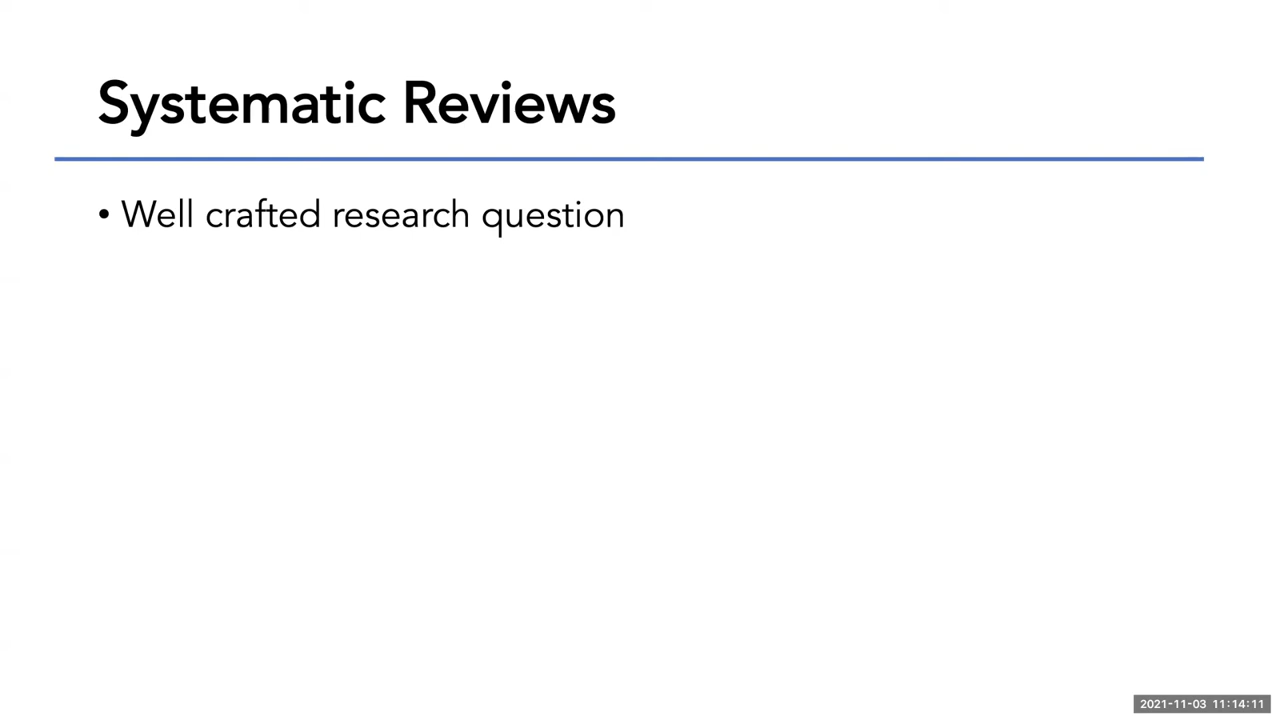 Systematic Reviews
• Well crafted research question
2021-11-03 11:14:11